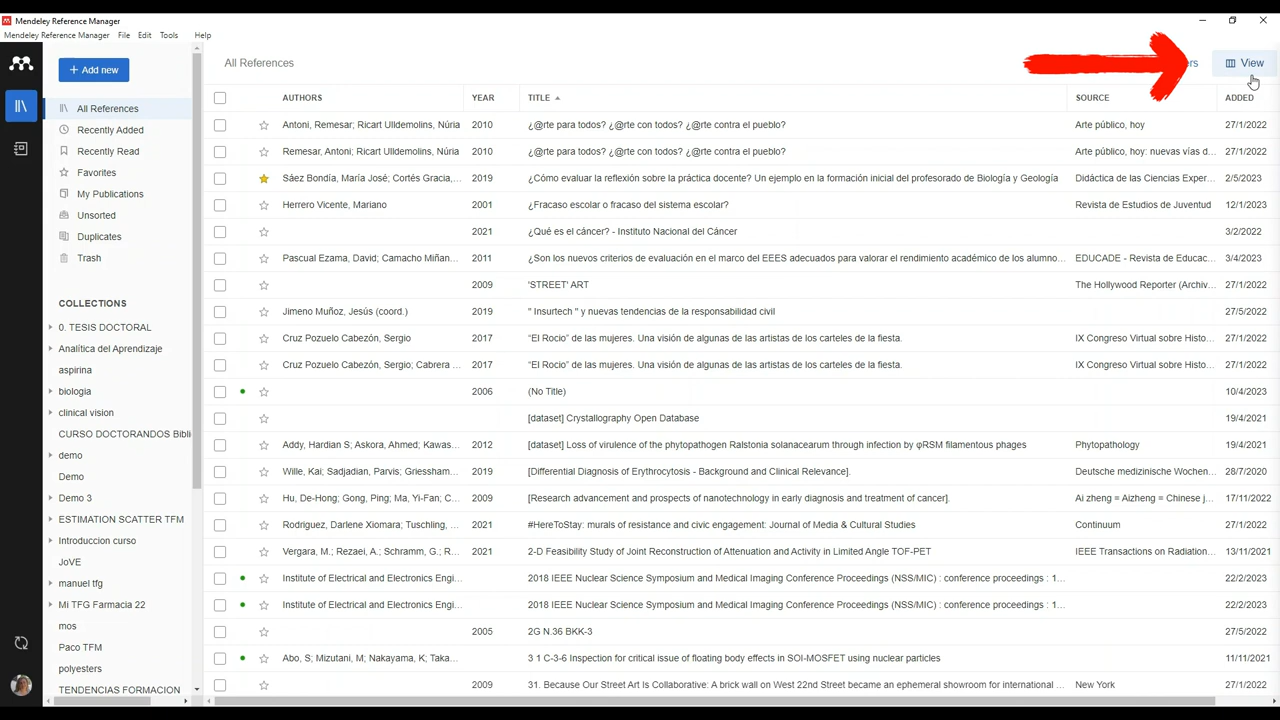 Mendeley Reference Manager
Mendeley Reference Manager File Edit Tools Help
+ Add new
All References
Recently Added
Recently Read
Favorites
My Publications
Unsorted
Duplicates
Trash
COLLECTIONS
0. TESIS DOCTORAL
Analítica del Aprendizaje
aspirina
biologia
clinical vision
CURSO DOCTORANDOS Bibli
demo
Demo
Demo 3
ESTIMATION SCATTER TFM
Introduccion curso
JoVE
manuel tfg
Mi TFG Farmacia 22
mos
Paco TFM
polyesters
TENDENCIAS FORMACION
All References
rs View
AUTHORS YEAR TITLE SOURCE ADDED
Antoni, Remesar; Ricart Ulldemolins, Núria 2010 ¿@rte para todos? ¿@rte con todos? ¿@rte contra el pueblo? Arte público, hoy 27/1/2022
Remesar, Antoni; Ricart Ulldemolins, Núria 2010 ¿@rte para todos? ¿@rte con todos? ¿@rte contra el pueblo? Arte público, hoy: nuevas vías d... 27/1/2022
Sáez Bondía, María José; Cortés Gracia,... 2019 ¿Cómo evaluar la reflexión sobre la práctica docente? Un ejemplo en la formación inicial del profesorado de Biología y Geología Didáctica de las Ciencias Exper... 2/5/2023
Herrero Vicente, Mariano 2001 ¿Fracaso escolar o fracaso del sistema escolar? Revista de Estudios de Juventud 12/1/2023
2021 ¿Qué es el cáncer? - Instituto Nacional del Cáncer 3/2/2022
Pascual Ezama, David; Camacho Miñan... 2011 ¿Son los nuevos criterios de evaluación en el marco del EEES adecuados para valorar el rendimiento académico de los alumno... EDUCADE - Revista de Educac... 3/4/2023
2009 'STREET' ART The Hollywood Reporter (Archiv... 27/1/2022
Jimeno Muñoz, Jesús (coord.) 2019 " Insurtech " y nuevas tendencias de la responsabilidad civil 27/5/2022
Cruz Pozuelo Cabezón, Sergio 2017 “El Rocio” de las mujeres. Una visión de algunas de las artistas de los carteles de la fiesta. IX Congreso Virtual sobre Histo... 27/1/2022
Cruz Pozuelo Cabezón, Sergio; Cabrera ... 2017 “El Rocio” de las mujeres. Una visión de algunas de las artistas de los carteles de la fiesta. IX Congreso Virtual sobre Histo... 27/1/2022
2006 (No Title) 10/4/2023
[dataset] Crystallography Open Database 19/4/2021
Addy, Hardian S; Askora, Ahmed; Kawas... 2012 [dataset] Loss of virulence of the phytopathogen Ralstonia solanacearum through infection by φRSM filamentous phages Phytopathology 19/4/2021
Wille, Kai; Sadjadian, Parvis; Griessham... 2019 [Differential Diagnosis of Erythrocytosis - Background and Clinical Relevance]. Deutsche medizinische Wochen... 28/7/2020
Hu, De-Hong; Gong, Ping; Ma, Yi-Fan; C... 2009 [Research advancement and prospects of nanotechnology in early diagnosis and treatment of cancer]. Ai zheng = Aizheng = Chinese j... 17/11/2022
Rodriguez, Darlene Xiomara; Tuschling, ... 2021 #HereToStay: murals of resistance and civic engagement: Journal of Media & Cultural Studies Continuum 27/1/2022
Vergara, M.; Rezaei, A.; Schramm, G.; R... 2021 2-D Feasibility Study of Joint Reconstruction of Attenuation and Activity in Limited Angle TOF-PET IEEE Transactions on Radiation... 13/11/2021
Institute of Electrical and Electronics Engi... 2018 IEEE Nuclear Science Symposium and Medical Imaging Conference Proceedings (NSS/MIC) : conference proceedings : 1... 22/2/2023
Institute of Electrical and Electronics Engi... 2018 IEEE Nuclear Science Symposium and Medical Imaging Conference Proceedings (NSS/MIC) : conference proceedings : 1... 22/2/2023
2005 2G N.36 BKK-3 27/5/2022
Abo, S; Mizutani, M; Nakayama, K; Taka... 3 1 C-3-6 Inspection for critical issue of floating body effects in SOI-MOSFET using nuclear particles 11/11/2021
2009 31. Because Our Street Art Is Collaborative: A brick wall on West 22nd Street became an ephemeral showroom for international ... New York 27/1/2022